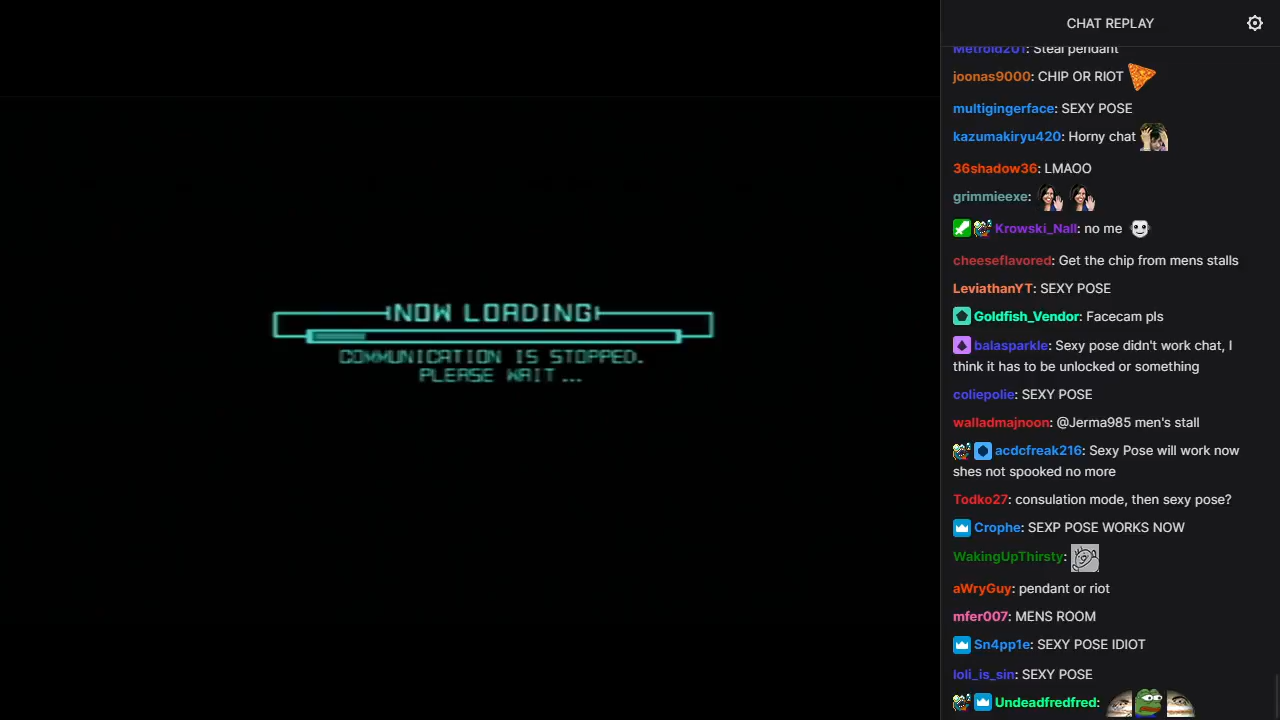 NOW LOADING
COMMUNICATION IS STOPPED.
PLEASE WAIT...
CHAT REPLAY
Metroid201: Steal pendant
joonas9000: CHIP OR RIOT
multigingerface: SEXY POSE
kazumakiryu420: Horny chat
36shadow36: LMAOO
grimmieexe:
Krowski_Nall: no me
cheeseflavored: Get the chip from mens stalls
LeviathanYT: SEXY POSE
Goldfish_Vendor: Facecam pls
balasparkle: Sexy pose didn't work chat, I
think it has to be unlocked or something
coliepolie: SEXY POSE
walladmajnoon: @Jerma985 men's stall
acdcfreak216: Sexy Pose will work now
shes not spooked no more
Todko27: consulation mode, then sexy pose?
Crophe: SEXP POSE WORKS NOW
WakingUpThirsty:
aWryGuy: pendant or riot
mfer007: MENS ROOM
Sn4pp1e: SEXY POSE IDIOT
loli_is_sin: SEXY POSE
Undeadfredfred: